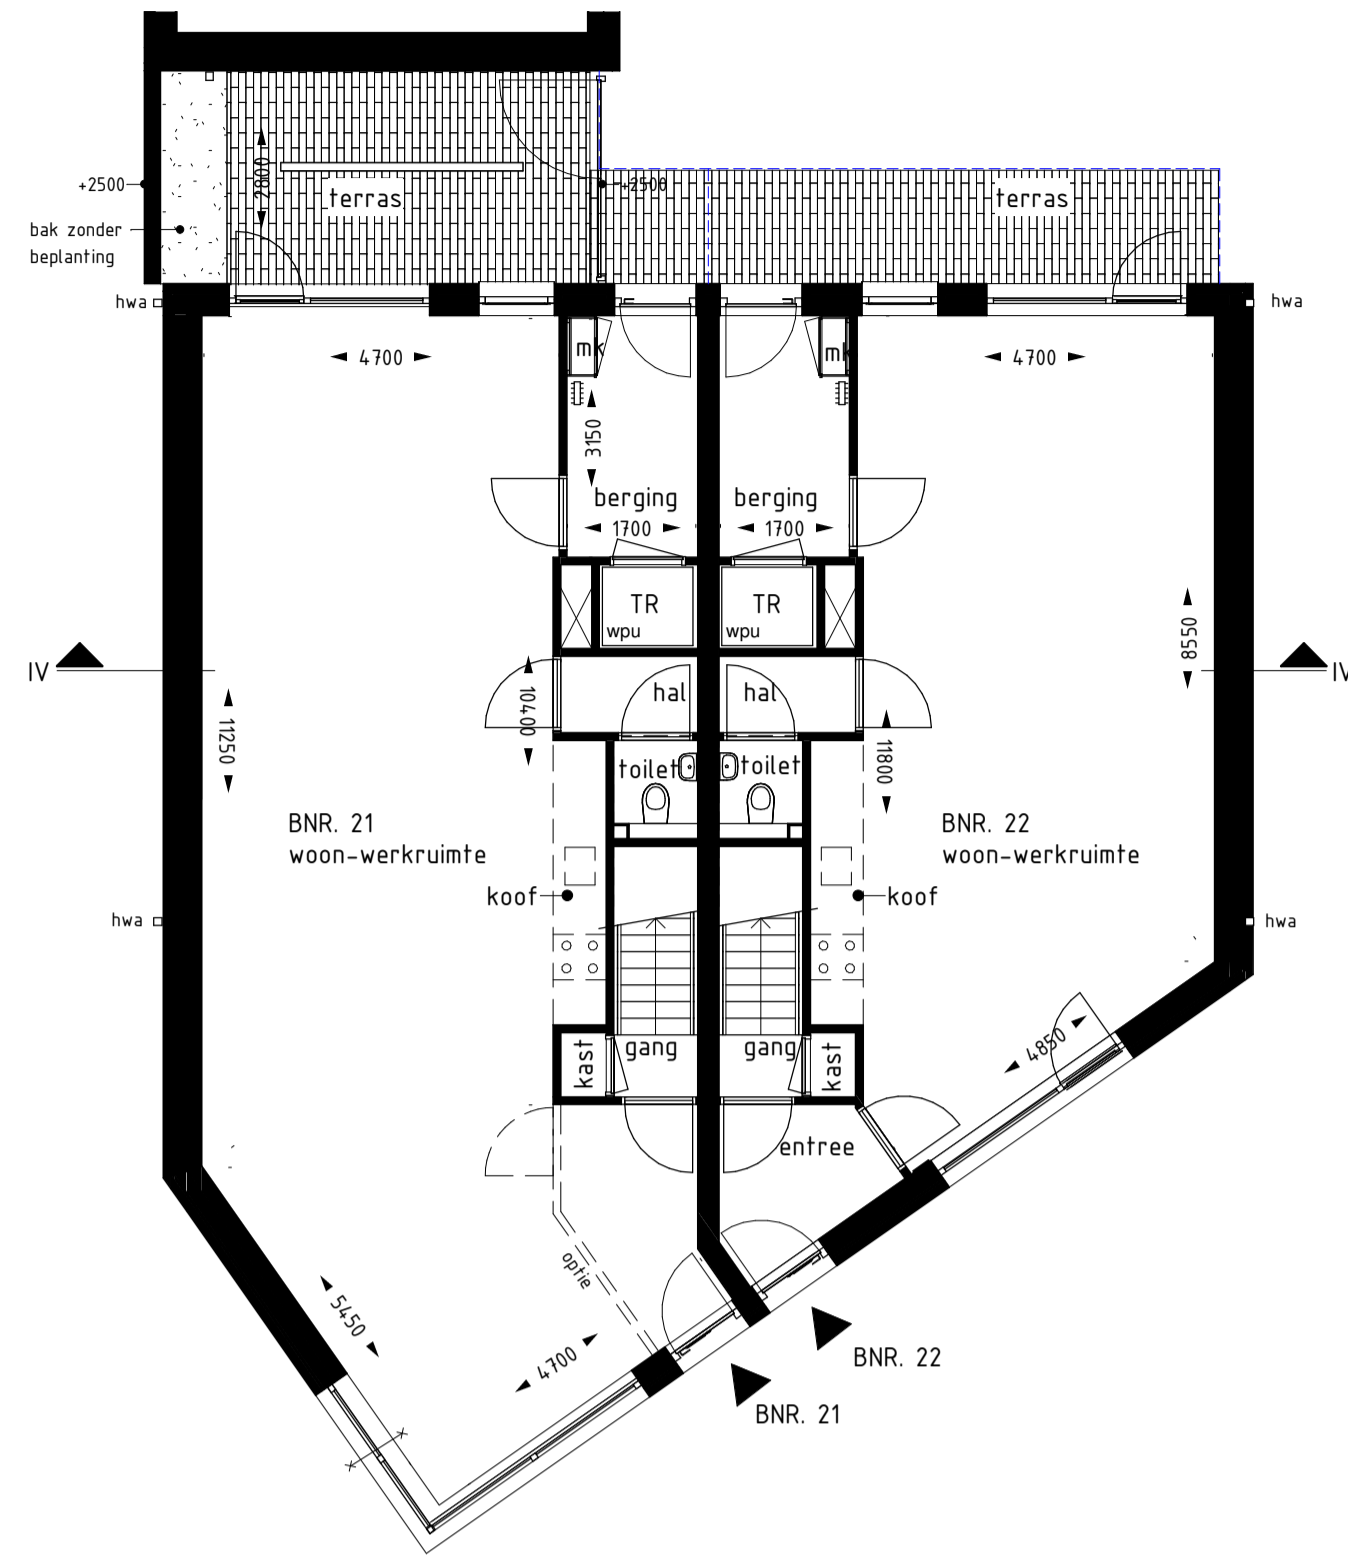 +2500
2800
terras
+2500
terras
bak zonder
beplanting
hwa
hwa
mk
mk
4700
4700
3150
berging
berging
1700
1700
TR
TR
wpu
wpu
8550
IV
IV
hal
hal
10400
11250
11800
toilet
toilet
BNR. 21
woon-werkruimte
BNR. 22
woon-werkruimte
koof
koof
hwa
hwa
kast
gang
gang
kast
4850
entree
optie
5450
4700
BNR. 22
BNR. 21